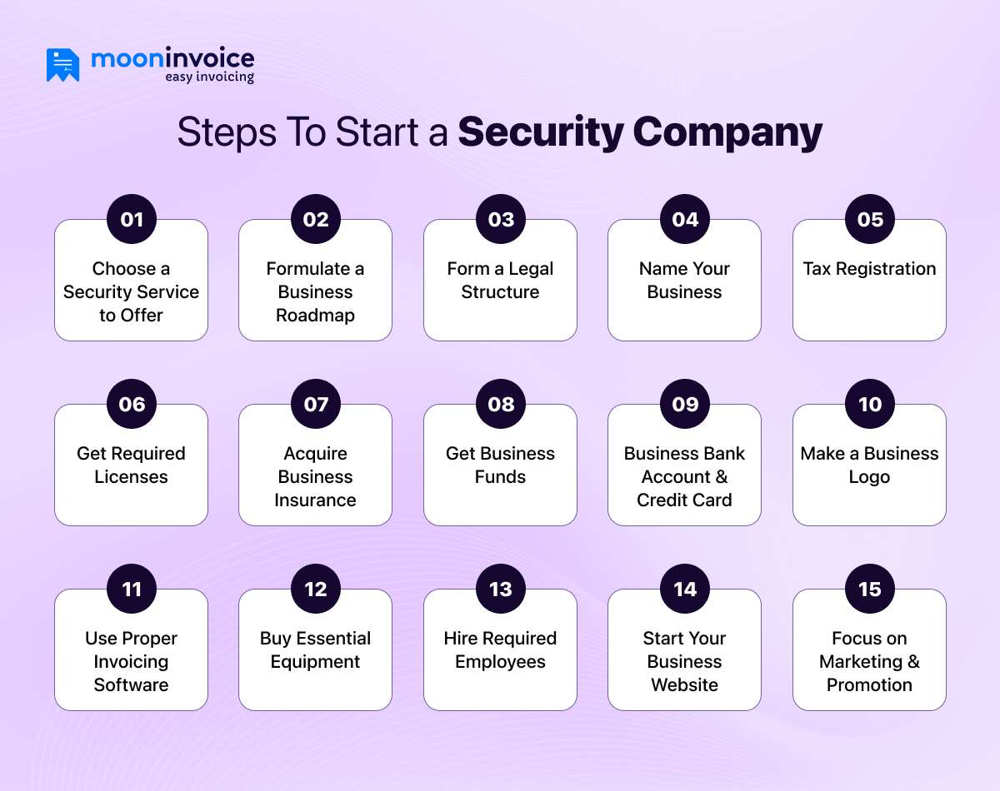 mooninvoice
easy invoicing
Steps To Start a Security Company
01
Choose a
Security Service
to Offer
02
Formulate a
Business
Roadmap
03
Form a Legal
Structure
04
Name Your
Business
05
Tax Registration
06
Get Required
Licenses
07
Acquire
Business
Insurance
08
Get Business
Funds
09
Business Bank
Account &
Credit Card
10
Make a Business
Logo
11
Use Proper
Invoicing
Software
12
Buy Essential
Equipment
13
Hire Required
Employees
14
Start Your
Business
Website
15
Focus on
Marketing &
Promotion